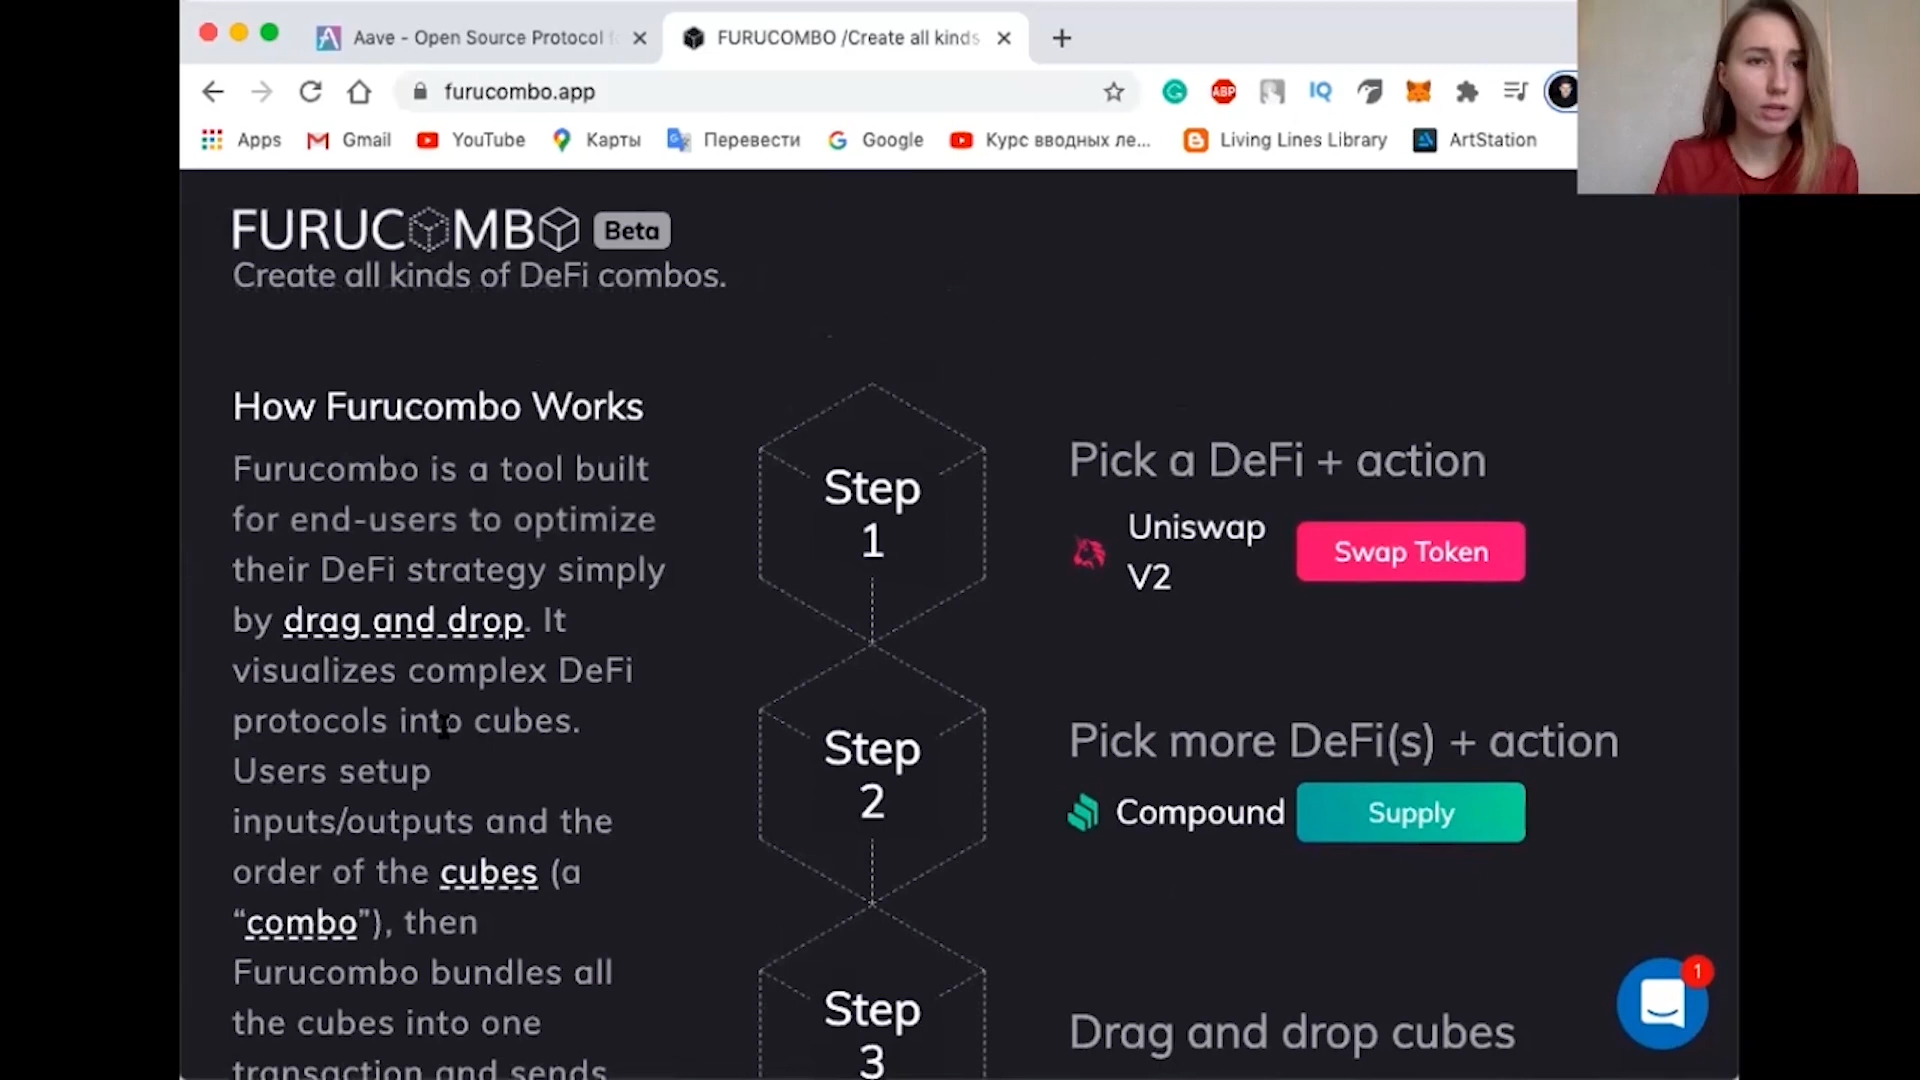 Aave - Open Source Protocol f
FURUCOMBO /Create all kinds
furucombo.app
ABP
IQ
Apps
Gmail
YouTube
Карты
Перевести
Google
Курс вводных ле...
Living Lines Library
ArtStation
FURUCOMBO Beta
Create all kinds of DeFi combos.
How Furucombo Works
Furucombo is a tool built
for end-users to optimize
their DeFi strategy simply
by drag and drop. It
visualizes complex DeFi
protocols into cubes.
Users setup
inputs/outputs and the
order of the cubes (a
“combo”), then
Furucombo bundles all
the cubes into one
transaction and sends
Step
1
Pick a DeFi + action
Uniswap
V2
Swap Token
Step
2
Pick more DeFi(s) + action
Compound
Supply
Step
3
Drag and drop cubes
1